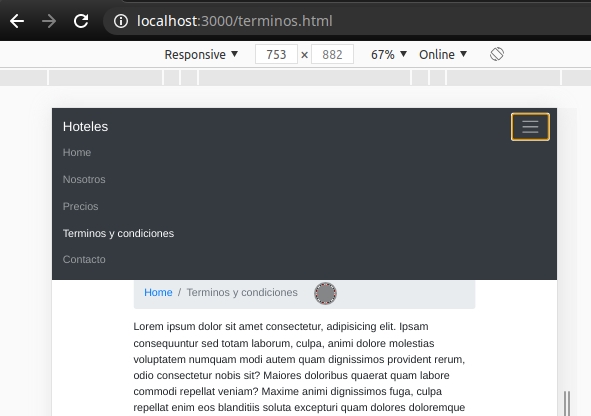 localhost:3000/terminos.html
Responsive 753 × 882 67% Online
Hoteles
Home
Nosotros
Precios
Terminos y condiciones
Contacto
Home / Terminos y condiciones
Lorem ipsum dolor sit amet consectetur, adipisicing elit. Ipsam
consequuntur sed totam laborum, culpa, animi dolore molestias
voluptatem numquam modi autem quam dignissimos provident rerum,
odio consectetur nobis sit? Maiores doloribus quaerat quam labore
commodi repellat veniam? Maxime animi dignissimos fuga, culpa
repellat enim eos blanditiis soluta excepturi quam dolores doloremque